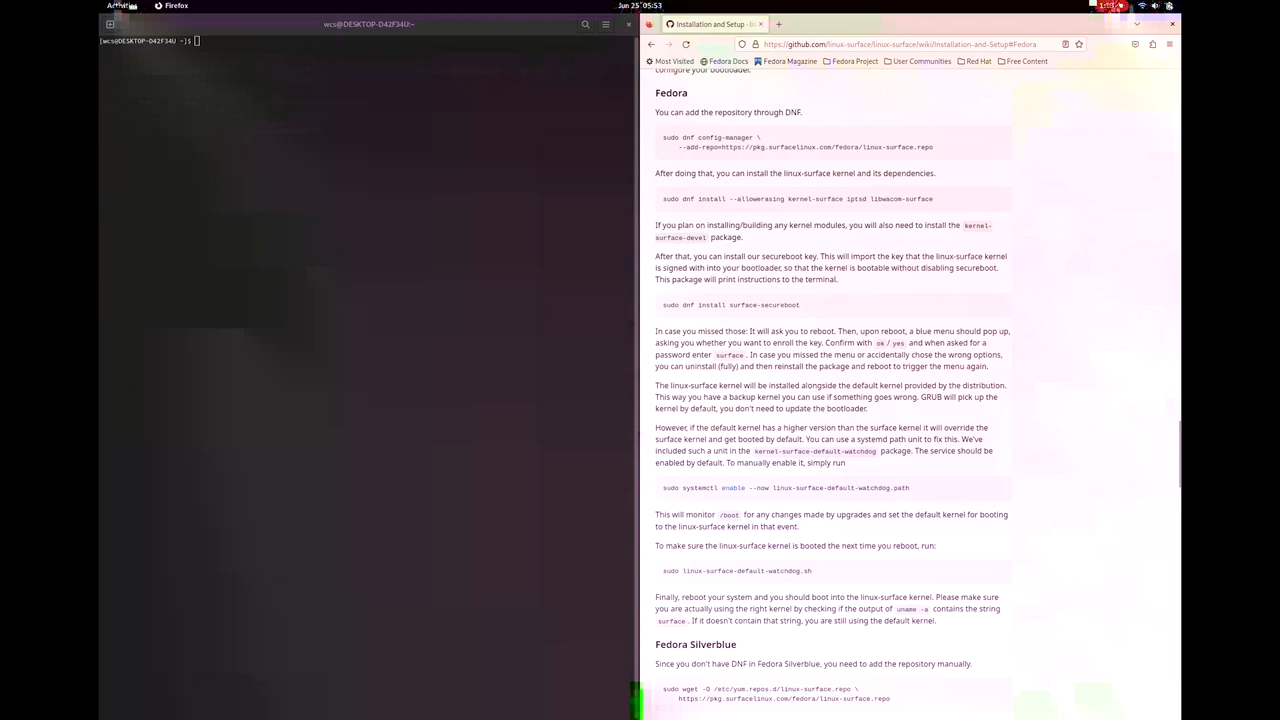 Activities
Firefox
Jun 25 05:53
wcs@DESKTOP-D42F34U:~
[wcs@DESKTOP-D42F34U ~]$
Installation and Setup · li
https://github.com/linux-surface/linux-surface/wiki/Installation-and-Setup#Fedora
Most Visited Fedora Docs Fedora Magazine Fedora Project User Communities Red Hat Free Content
configure your bootloader.
Fedora
You can add the repository through DNF.
sudo dnf config-manager \
--add-repo=https://pkg.surfacelinux.com/fedora/linux-surface.repo
After doing that, you can install the linux-surface kernel and its dependencies.
sudo dnf install --allowerasing kernel-surface iptsd libwacom-surface
If you plan on installing/building any kernel modules, you will also need to install the kernel-
surface-devel package.
After that, you can install our secureboot key. This will import the key that the linux-surface kernel
is signed with into your bootloader, so that the kernel is bootable without disabling secureboot.
This package will print instructions to the terminal.
sudo dnf install surface-secureboot
In case you missed those: It will ask you to reboot. Then, upon reboot, a blue menu should pop up,
asking you whether you want to enroll the key. Confirm with ok / yes and when asked for a
password enter surface . In case you missed the menu or accidentally chose the wrong options,
you can uninstall (fully) and then reinstall the package and reboot to trigger the menu again.
The linux-surface kernel will be installed alongside the default kernel provided by the distribution.
This way you have a backup kernel you can use if something goes wrong. GRUB will pick up the
kernel by default, you don't need to update the bootloader.
However, if the default kernel has a higher version than the surface kernel it will override the
surface kernel and get booted by default. You can use a systemd path unit to fix this. We've
included such a unit in the kernel-surface-default-watchdog package. The service should be
enabled by default. To manually enable it, simply run
sudo systemctl enable --now linux-surface-default-watchdog.path
This will monitor /boot for any changes made by upgrades and set the default kernel for booting
to the linux-surface kernel in that event.
To make sure the linux-surface kernel is booted the next time you reboot, run:
sudo linux-surface-default-watchdog.sh
Finally, reboot your system and you should boot into the linux-surface kernel. Please make sure
you are actually using the right kernel by checking if the output of uname -a contains the string
surface . If it doesn't contain that string, you are still using the default kernel.
Fedora Silverblue
Since you don't have DNF in Fedora Silverblue, you need to add the repository manually.
sudo wget -O /etc/yum.repos.d/linux-surface.repo \
https://pkg.surfacelinux.com/fedora/linux-surface.repo